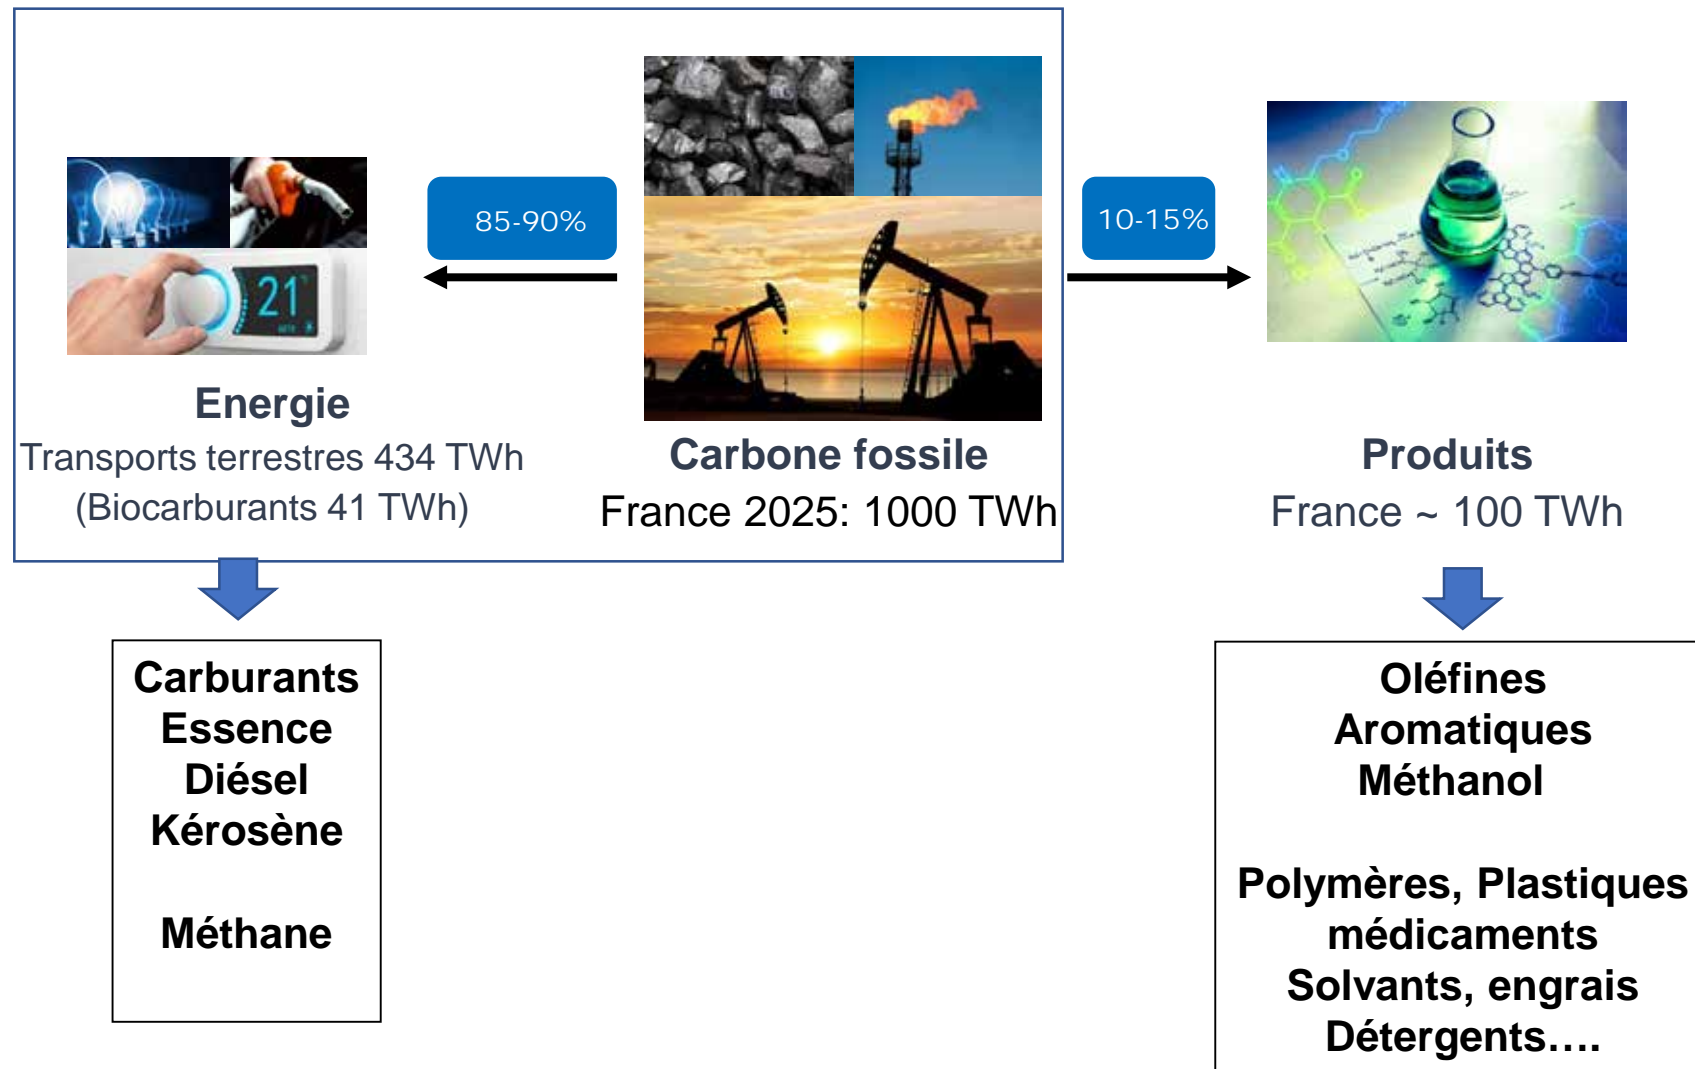 85-90%
10-15%
21°
Energie
Transports terrestres 434 TWh
(Biocarburants 41 TWh)
Carbone fossile
France 2025: 1000 TWh
Produits
France ~ 100 TWh
Carburants
Essence
Diésel
Kérosène
Méthane
Oléfines
Aromatiques
Méthanol
Polymères, Plastiques
médicaments
Solvants, engrais
Détergents….